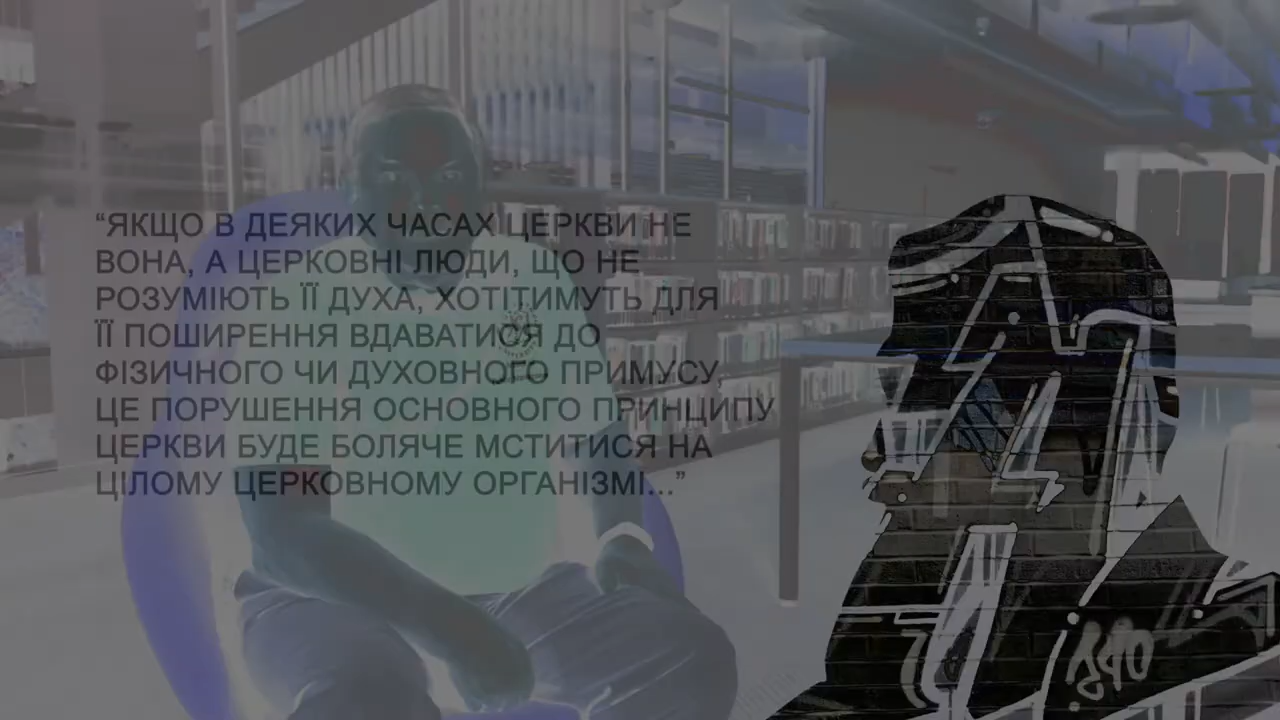 “ЯКЩО В ДЕЯКИХ ЧАСАХ ЦЕРКВИ НЕ
ВОНА, А ЦЕРКОВНІ ЛЮДИ, ЩО НЕ
РОЗУМІЮТЬ ЇЇ ДУХА, ХОТІТИМУТЬ ДЛЯ
ЇЇ ПОШИРЕННЯ ВДАВАТИСЯ ДО
ФІЗИЧНОГО ЧИ ДУХОВНОГО ПРИМУСУ,
ЦЕ ПОРУШЕННЯ ОСНОВНОГО ПРИНЦИПУ
ЦЕРКВИ БУДЕ БОЛЯЧЕ МСТИТИСЯ НА
ЦІЛОМУ ЦЕРКОВНОМУ ОРГАНІЗМІ...”